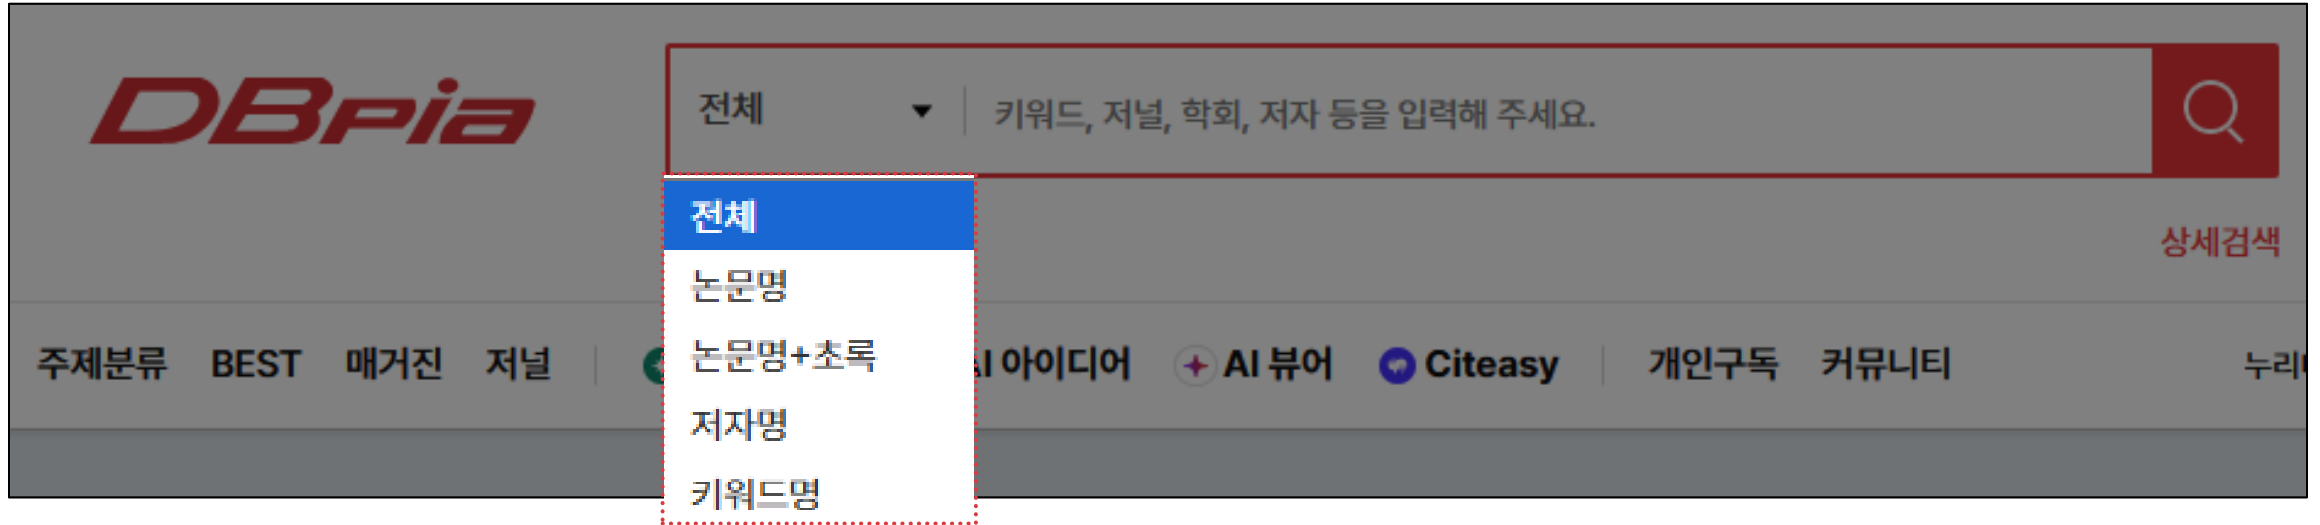 DBpia
전체
키워드, 저널, 학회, 저자 등을 입력해 주세요.
전체
논문명
논문명+초록
저자명
키워드명
상세검색
주제분류 BEST 매거진 저널 AI 아이디어 AI 뷰어 Citeasy 개인구독 커뮤니티